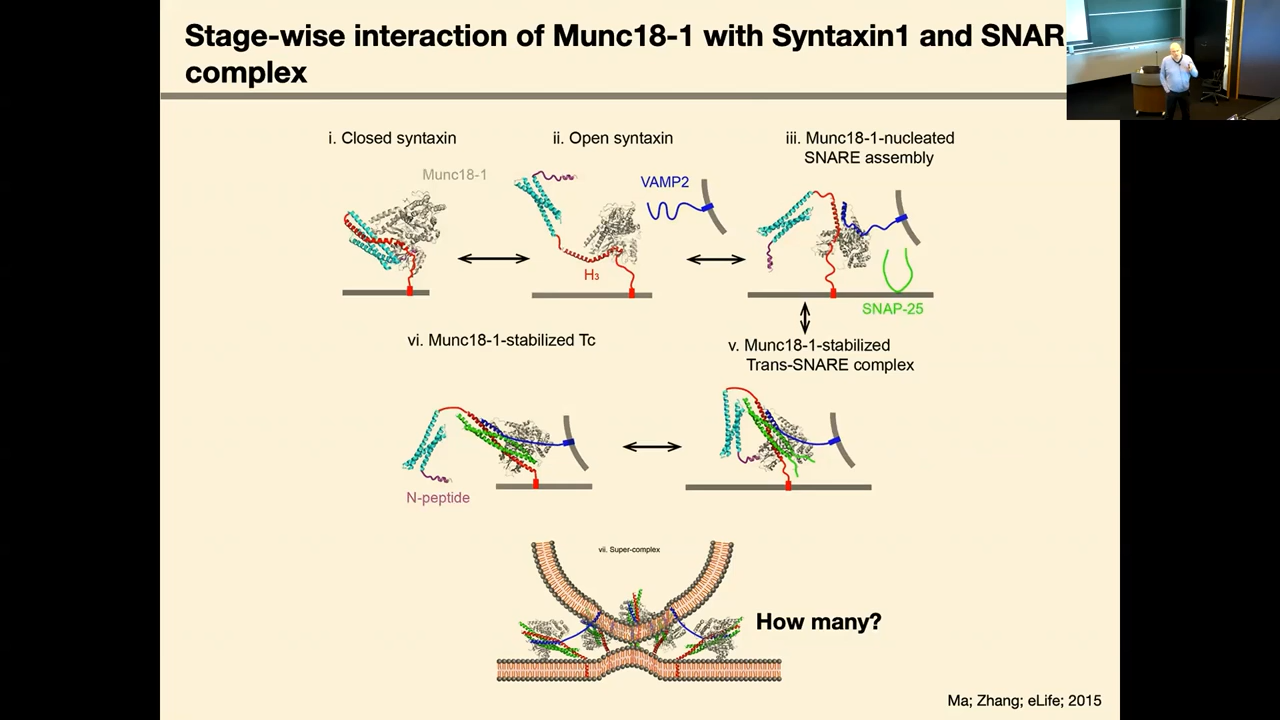 Stage-wise interaction of Munc18-1 with Syntaxin1 and SNAR
complex
i. Closed syntaxin
ii. Open syntaxin
iii. Munc18-1-nucleated
SNARE assembly
Munc18-1
VAMP2
H3
SNAP-25
vi. Munc18-1-stabilized Tc
v. Munc18-1-stabilized
Trans-SNARE complex
N-peptide
vii. Super-complex
How many?
Ma; Zhang; eLife; 2015